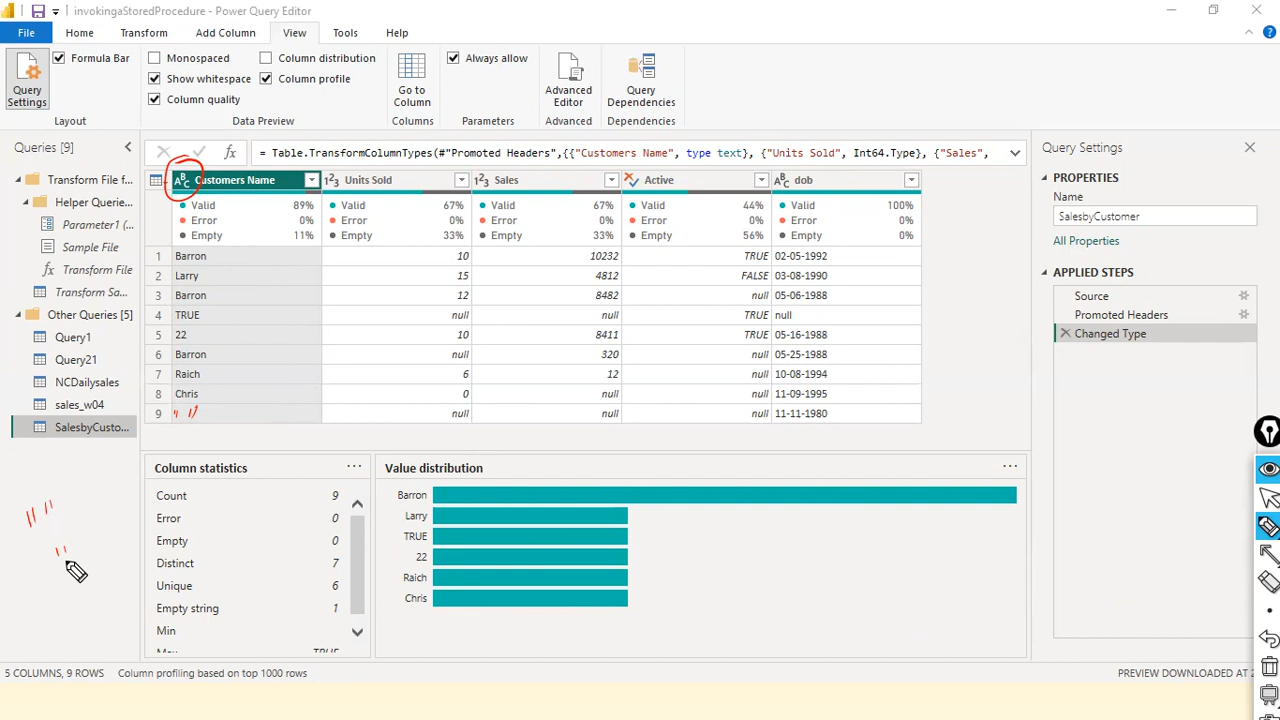 invokingaStoredProcedure - Power Query Editor
File Home Transform Add Column View Tools Help
Query Settings
Formula Bar
Layout
Monospaced
Show whitespace
Column quality
Column distribution
Column profile
Data Preview
Go to Column
Columns
Always allow
Parameters
Advanced Editor
Advanced
Query Dependencies
Dependencies
Queries [9]
Transform File f
Helper Querie...
Parameter1 (...
Sample File
fx Transform File
Transform Sa...
Other Queries [5]
Query1
Query21
NCDailysales
sales_w04
SalesbyCusto...
fx = Table.TransformColumnTypes(#"Promoted Headers",{{"Customers Name", type text}, {"Units Sold", Int64.Type}, {"Sales",
ABC Customers Name 123 Units Sold 123 Sales Active ABC dob
Valid 89% Valid 67% Valid 67% Valid 44% Valid 100%
Error 0% Error 0% Error 0% Error 0% Error 0%
Empty 11% Empty 33% Empty 33% Empty 56% Empty 0%
1 Barron 10 10232 TRUE 02-05-1992
2 Larry 15 4812 FALSE 03-08-1990
3 Barron 12 8482 null 05-06-1988
4 TRUE null null TRUE null
5 22 10 8411 TRUE 05-16-1988
6 Barron null 320 null 05-25-1988
7 Raich 6 12 null 10-08-1994
8 Chris 0 null null 11-09-1995
9 null null null 11-11-1980
Column statistics ...
Count 9
Error 0
Empty 0
Distinct 7
Unique 6
Empty string 1
Min
Value distribution ...
Barron
Larry
TRUE
22
Raich
Chris
Query Settings
PROPERTIES
Name
SalesbyCustomer
All Properties
APPLIED STEPS
Source
Promoted Headers
Changed Type
5 COLUMNS, 9 ROWS Column profiling based on top 1000 rows PREVIEW DOWNLOADED AT 2